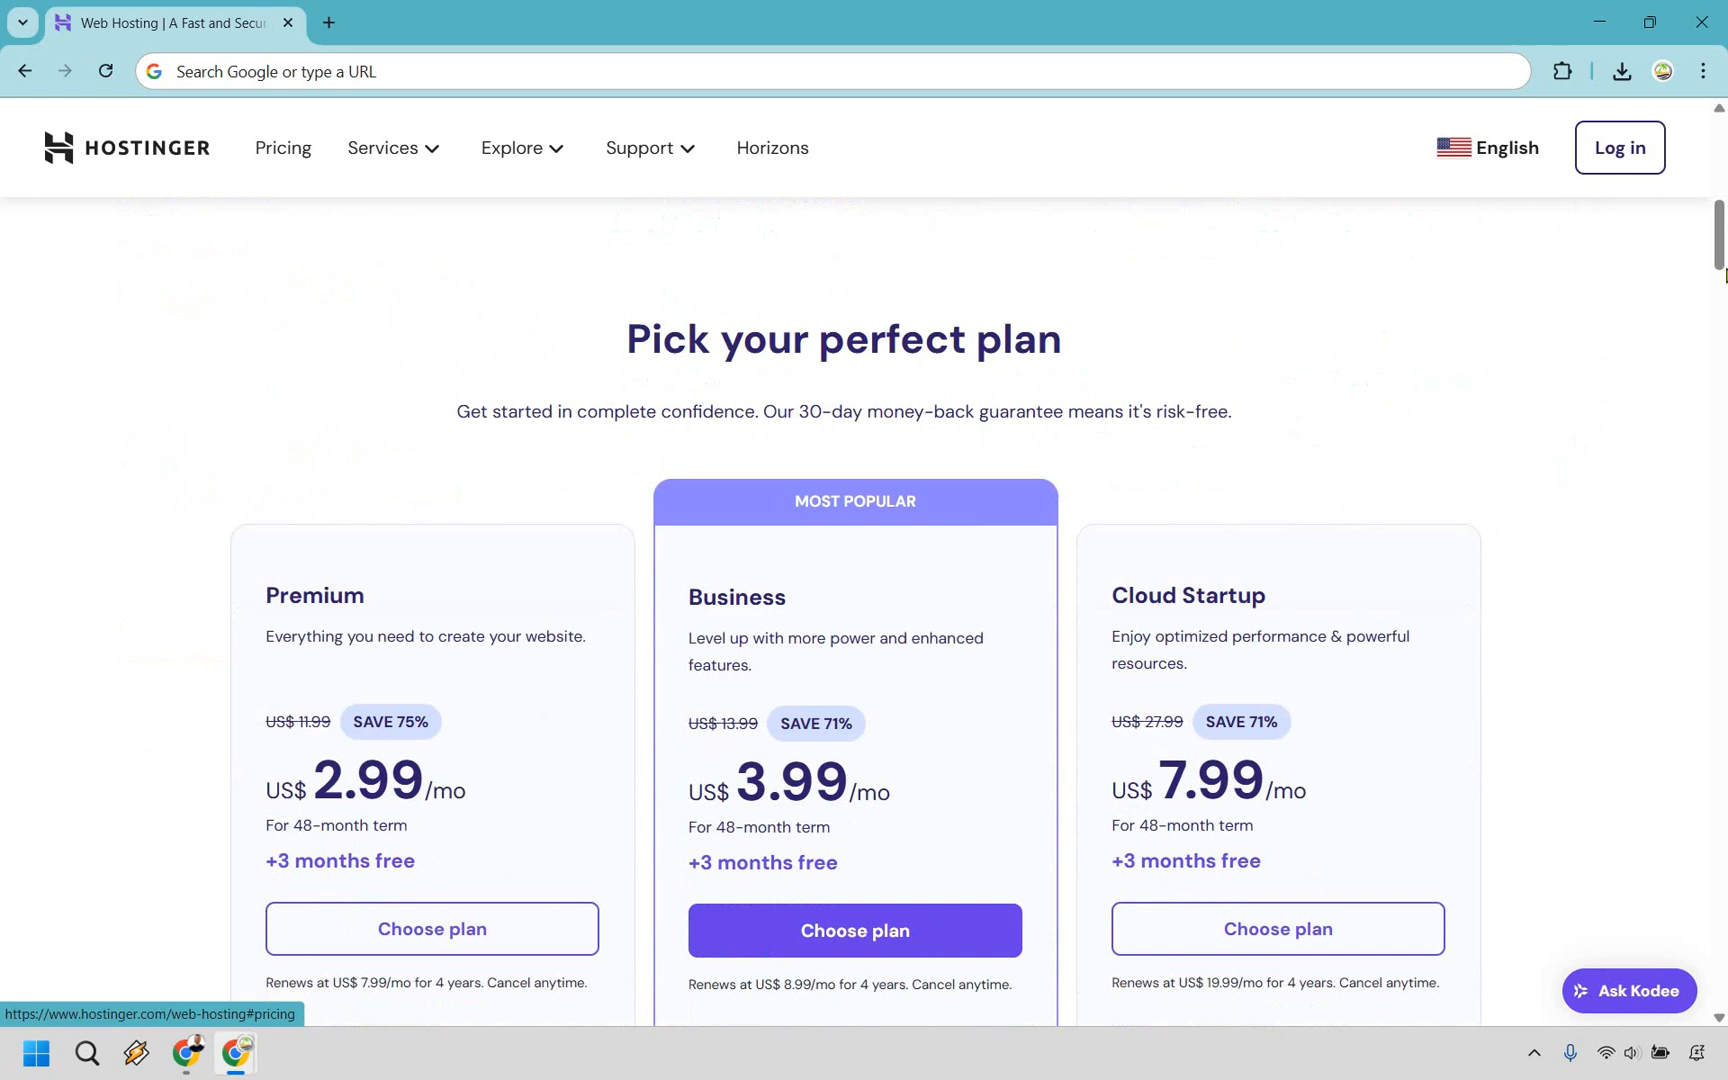 Web Hosting | A Fast and Secur
Search Google or type a URL
HOSTINGER
Pricing
Services
Explore
Support
Horizons
English
Log in
Pick your perfect plan
Get started in complete confidence. Our 30-day money-back guarantee means it's risk-free.
MOST POPULAR
Premium
Everything you need to create your website.
US$ 11.99
SAVE 75%
US$ 2.99/mo
For 48-month term
+3 months free
Choose plan
Renews at US$ 7.99/mo for 4 years. Cancel anytime.
Business
Level up with more power and enhanced
features.
US$ 13.99
SAVE 71%
US$ 3.99/mo
For 48-month term
+3 months free
Choose plan
Renews at US$ 8.99/mo for 4 years. Cancel anytime.
Cloud Startup
Enjoy optimized performance & powerful
resources.
US$ 27.99
SAVE 71%
US$ 7.99/mo
For 48-month term
+3 months free
Choose plan
Renews at US$ 19.99/mo for 4 years. Cancel anytime.
Ask Kodee
https://www.hostinger.com/web-hosting#pricing